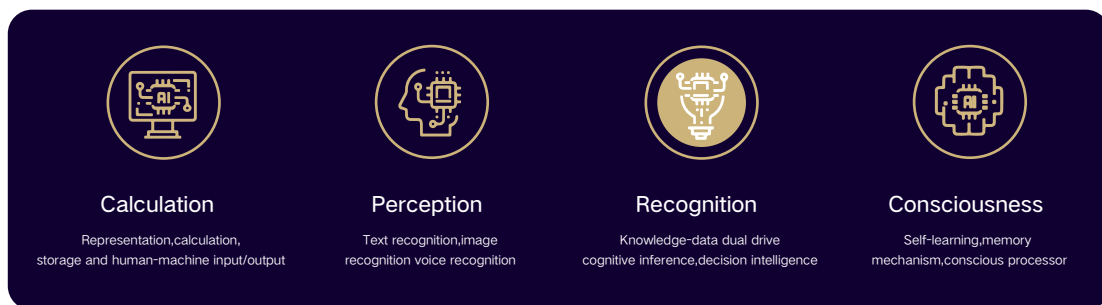 AI
AI
Calculation
Perception
Recognition
Consciousness
Representation,calculation,
storage and human-machine input/output
Text recognition,image
recognition voice recognition
Knowledge-data dual drive
cognitive inference,decision intelligence
Self-learning,memory
mechanism,conscious processor